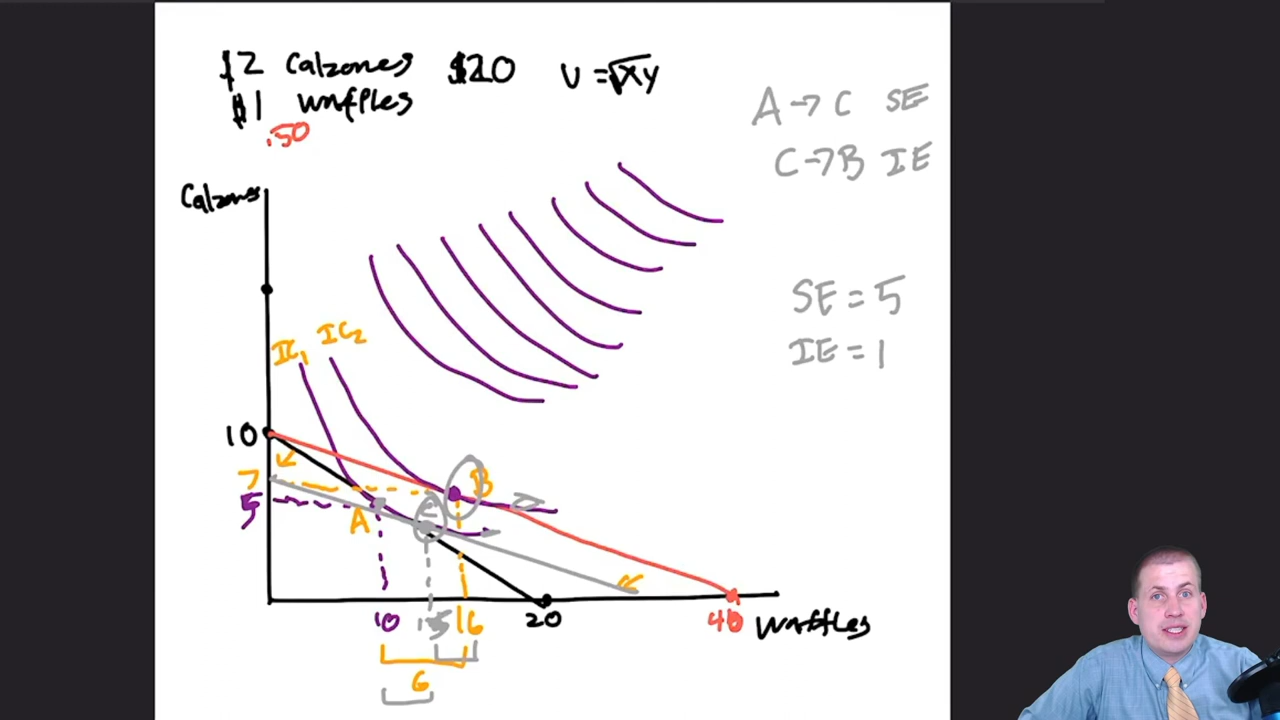 $2 Calzones $20 U = √xy
$1 Waffles
.50
A → C SE
C → B IE
Calzones
SE = 5
IE = 1
IC1 IC2
10
7
5
A
C
B
10 15 16 20 40 Waffles
6